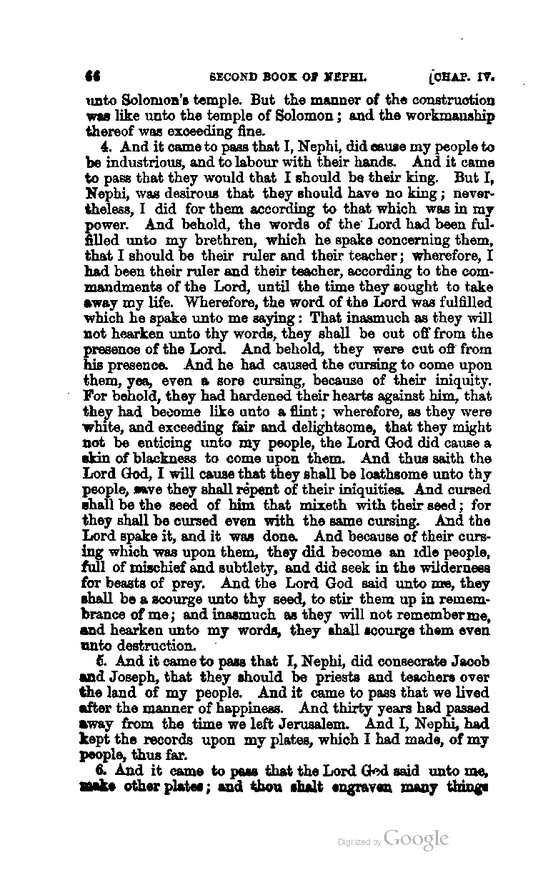 66 SECOND BOOK OF NEPHI. [CHAP. IV.
unto Solomon's temple. But the manner of the construction
was like unto the temple of Solomon; and the workmanship
thereof was exceeding fine.
4. And it came to pass that I, Nephi, did cause my people to
be industrious, and to labour with their hands. And it came
to pass that they would that I should be their king. But I,
Nephi, was desirous that they should have no king; never-
theless, I did for them according to that which was in my
power. And behold, the words of the Lord had been ful-
filled unto my brethren, which he spake concerning them,
that I should be their ruler and their teacher; wherefore, I
had been their ruler and their teacher, according to the com-
mandments of the Lord, until the time they sought to take
away my life. Wherefore, the word of the Lord was fulfilled
which he spake unto me saying: That inasmuch as they will
not hearken unto thy words, they shall be cut off from the
presence of the Lord. And behold, they were cut off from
his presence. And he had caused the cursing to come upon
them, yea, even a sore cursing, because of their iniquity.
For behold, they had hardened their hearts against him, that
they had become like unto a flint; wherefore, as they were
white, and exceeding fair and delightsome, that they might
not be enticing unto my people, the Lord God did cause a
skin of blackness to come upon them. And thus saith the
Lord God, I will cause that they shall be loathsome unto thy
people, save they shall repent of their iniquities. And cursed
shall be the seed of him that mixeth with their seed; for
they shall be cursed even with the same cursing. And the
Lord spake it, and it was done. And because of their curs-
ing which was upon them, they did become an idle people,
full of mischief and subtlety, and did seek in the wilderness
for beasts of prey. And the Lord God said unto me, they
shall be a scourge unto thy seed, to stir them up in remem-
brance of me; and inasmuch as they will not remember me,
and hearken unto my words, they shall scourge them even
unto destruction.
5. And it came to pass that I, Nephi, did consecrate Jacob
and Joseph, that they should be priests and teachers over
the land of my people. And it came to pass that we lived
after the manner of happiness. And thirty years had passed
away from the time we left Jerusalem. And I, Nephi, had
kept the records upon my plates, which I had made, of my
people, thus far.
6. And it came to pass that the Lord God said unto me,
make other plates; and thou shalt engraven many things
Digitized by Google